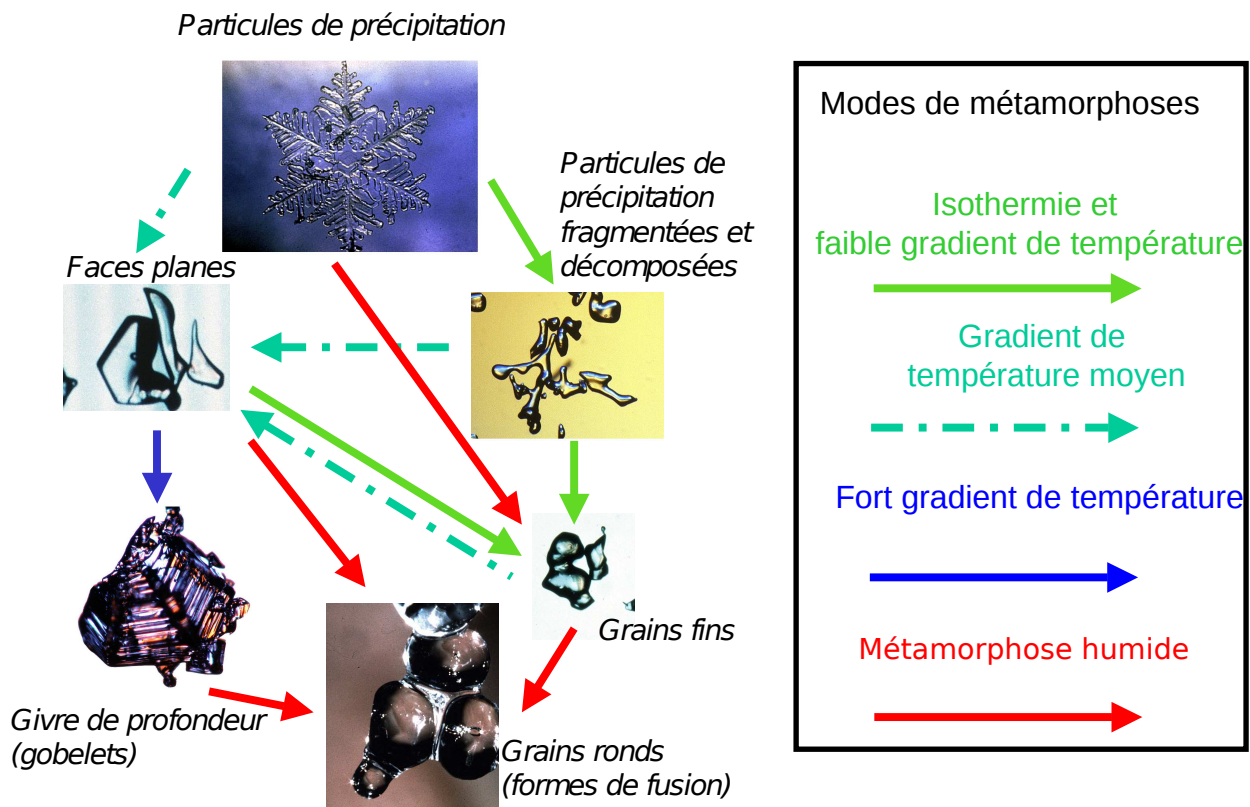 Particules de précipitation
Particules de
précipitation
fragmentées et
décomposées
Faces planes
Grains fins
Givre de profondeur
(gobelets)
Grains ronds
(formes de fusion)
Modes de métamorphoses
Isothermie et
faible gradient de température
Gradient de
température moyen
Fort gradient de température
Métamorphose humide